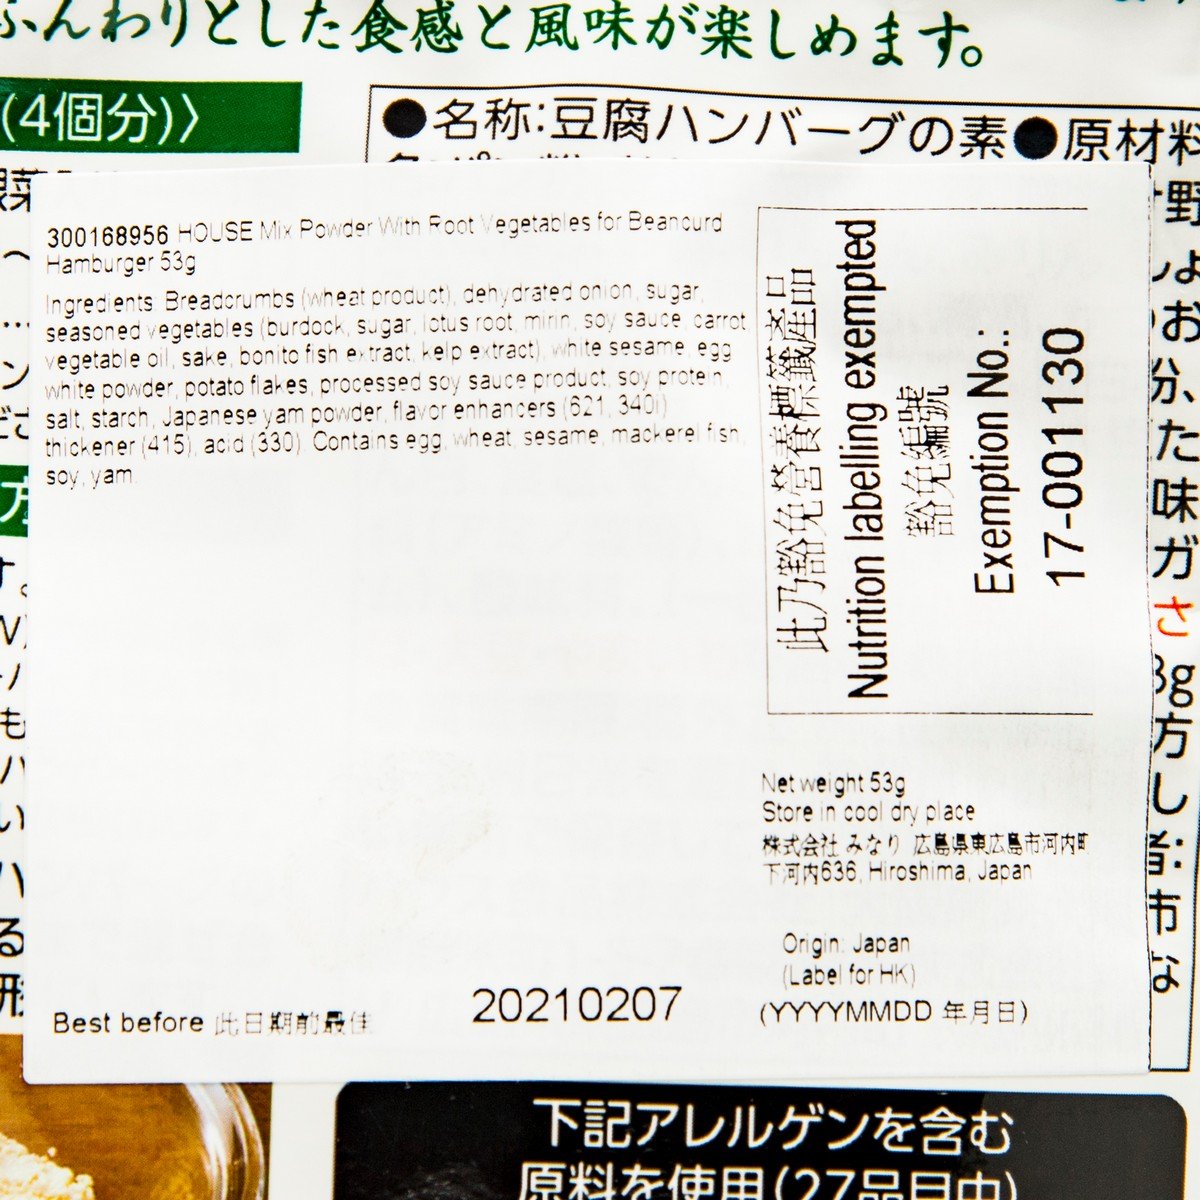 ふんわりとした食感と風味が楽しめます。
(4個分)〉
●名称:豆腐ハンバーグの素●原材料
300168956 HOUSE Mix Powder With Root Vegetables for Beancurd
Hamburger 53g
Ingredients: Breadcrumbs (wheat product), dehydrated onion, sugar,
seasoned vegetables (burdock, sugar, lotus root, mirin, soy sauce, carrot,
vegetable oil, sake, bonito fish extract, kelp extract), white sesame, egg
white powder, potato flakes, processed soy sauce product, soy protein,
salt, starch, Japanese yam powder, flavor enhancers (621, 340i)
thickener (415), acid (330). Contains egg, wheat, sesame, mackerel fish,
soy, yam.
此乃豁免營養標籤產品
Nutrition labelling exempted
豁免編號
Exemption No.:
17-001130
Net weight 53g
Store in cool dry place
株式会社 みなり 広島県東広島市河内町
下河内636, Hiroshima, Japan
Origin: Japan
(Label for HK)
Best before 此日期前最佳 20210207 (YYYYMMDD 年月日)
下記アレルゲンを含む
原料を使用(27品目中)